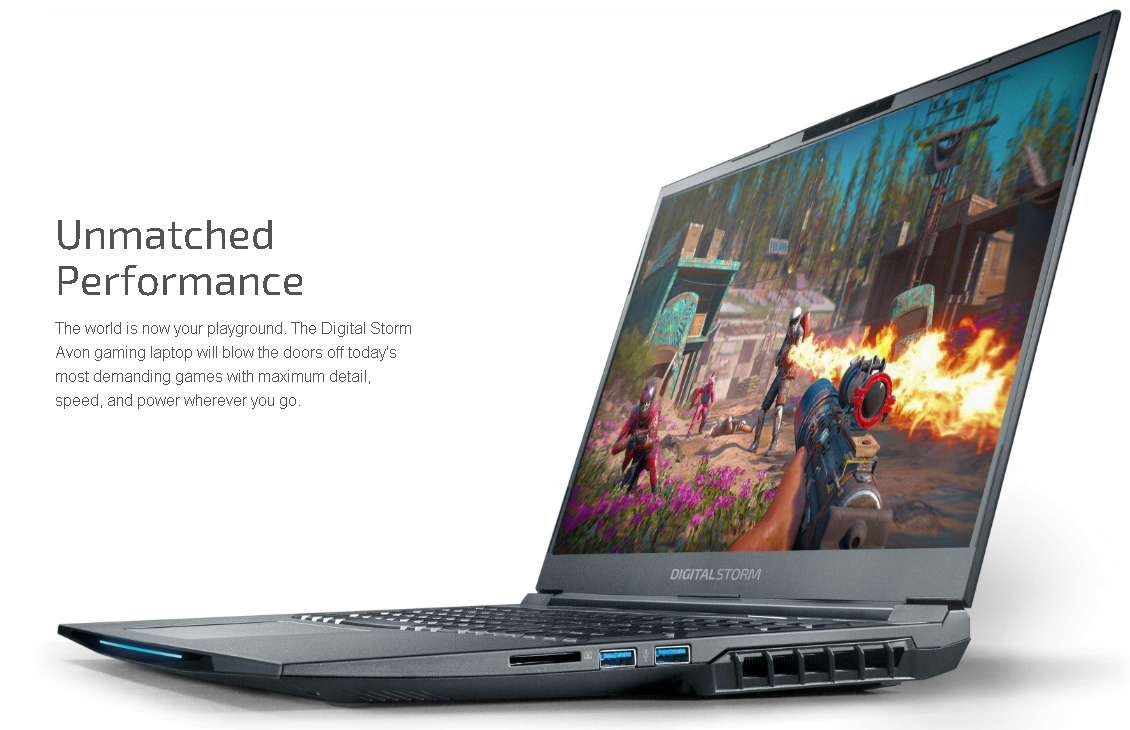 Unmatched
Performance
The world is now your playground. The Digital Storm
Avon gaming laptop will blow the doors off today's
most demanding games with maximum detail,
speed, and power wherever you go.
DIGITALSTORM